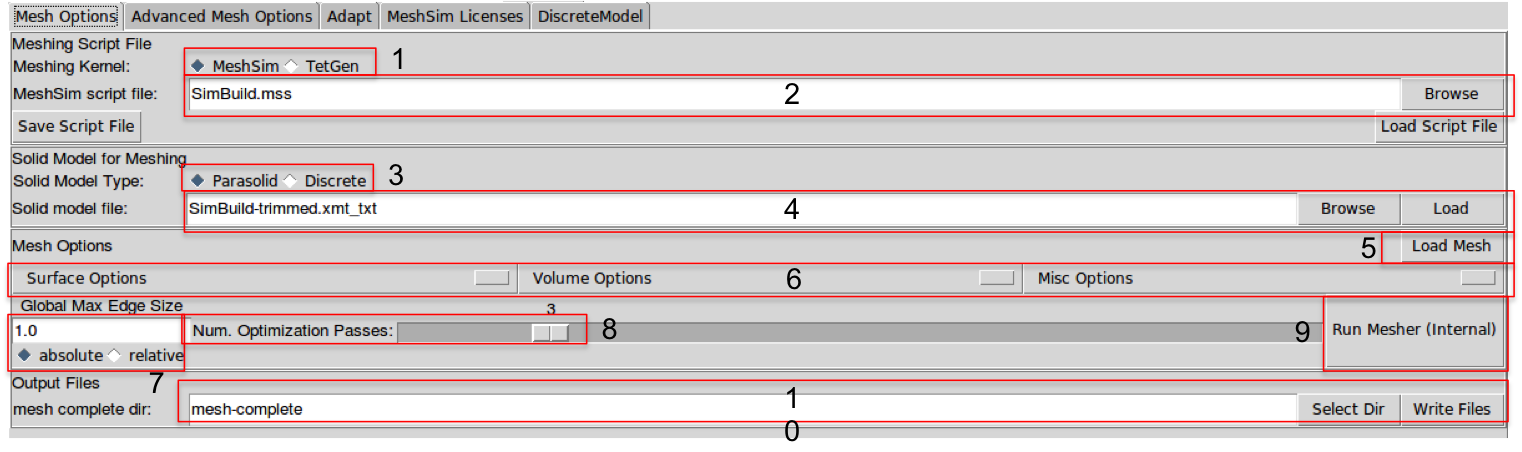 Mesh Options Advanced Mesh Options Adapt MeshSim Licenses DiscreteModel
Meshing Script File
Meshing Kernel: MeshSim TetGen 1
MeshSim script file: SimBuild.mss 2 Browse
Save Script File Load Script File
Solid Model for Meshing
Solid Model Type: Parasolid Discrete 3
Solid model file: SimBuild-trimmed.xmt_txt 4 Browse Load
Mesh Options 5 Load Mesh
Surface Options Volume Options 6 Misc Options
Global Max Edge Size 3
1.0 Num. Optimization Passes: 8 9 Run Mesher (Internal)
absolute relative
Output Files 7
mesh complete dir: mesh-complete 1 Select Dir Write Files
0